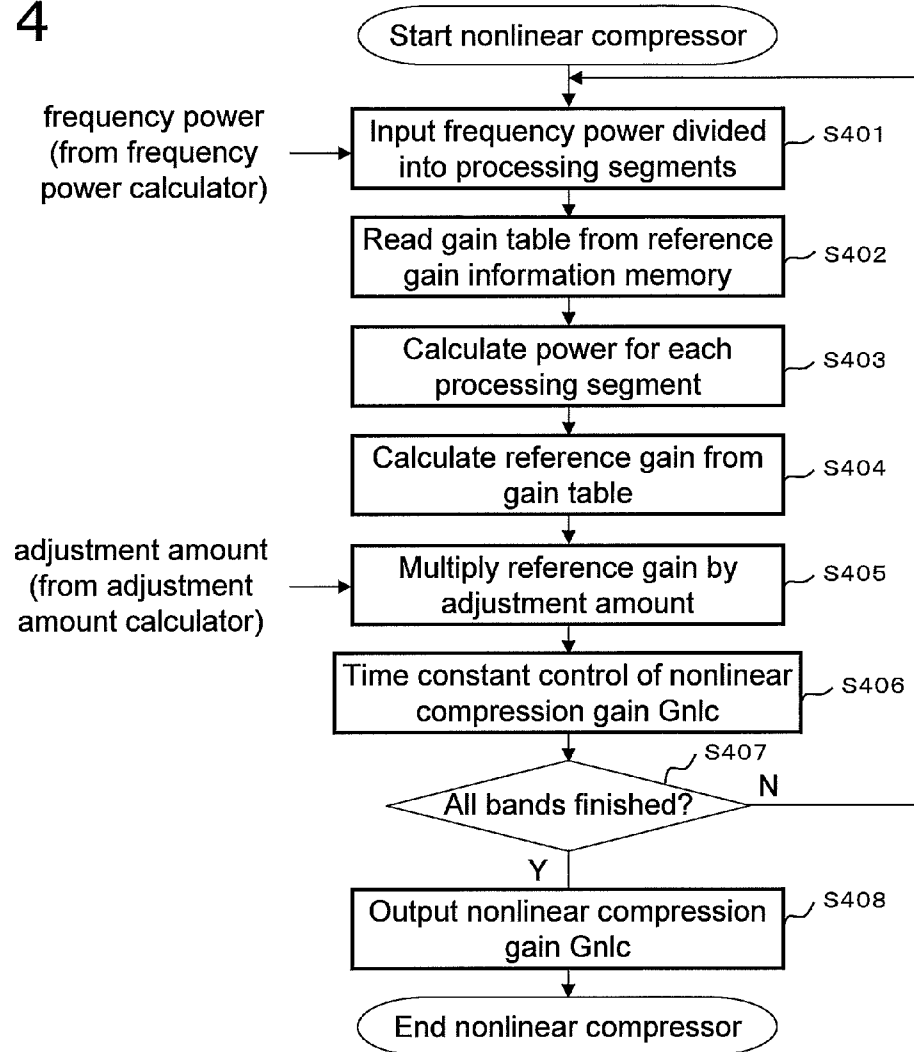 4
Start nonlinear compressor
frequency power
(from frequency
power calculator)
Input frequency power divided
into processing segments
S401
Read gain table from reference
gain information memory
S402
Calculate power for each
processing segment
S403
Calculate reference gain from
gain table
S404
adjustment amount
(from adjustment
amount calculator)
Multiply reference gain by
adjustment amount
S405
Time constant control of nonlinear
compression gain Gnlc
S406
S407
All bands finished?
N
Y
Output nonlinear compression
gain Gnlc
S408
End nonlinear compressor